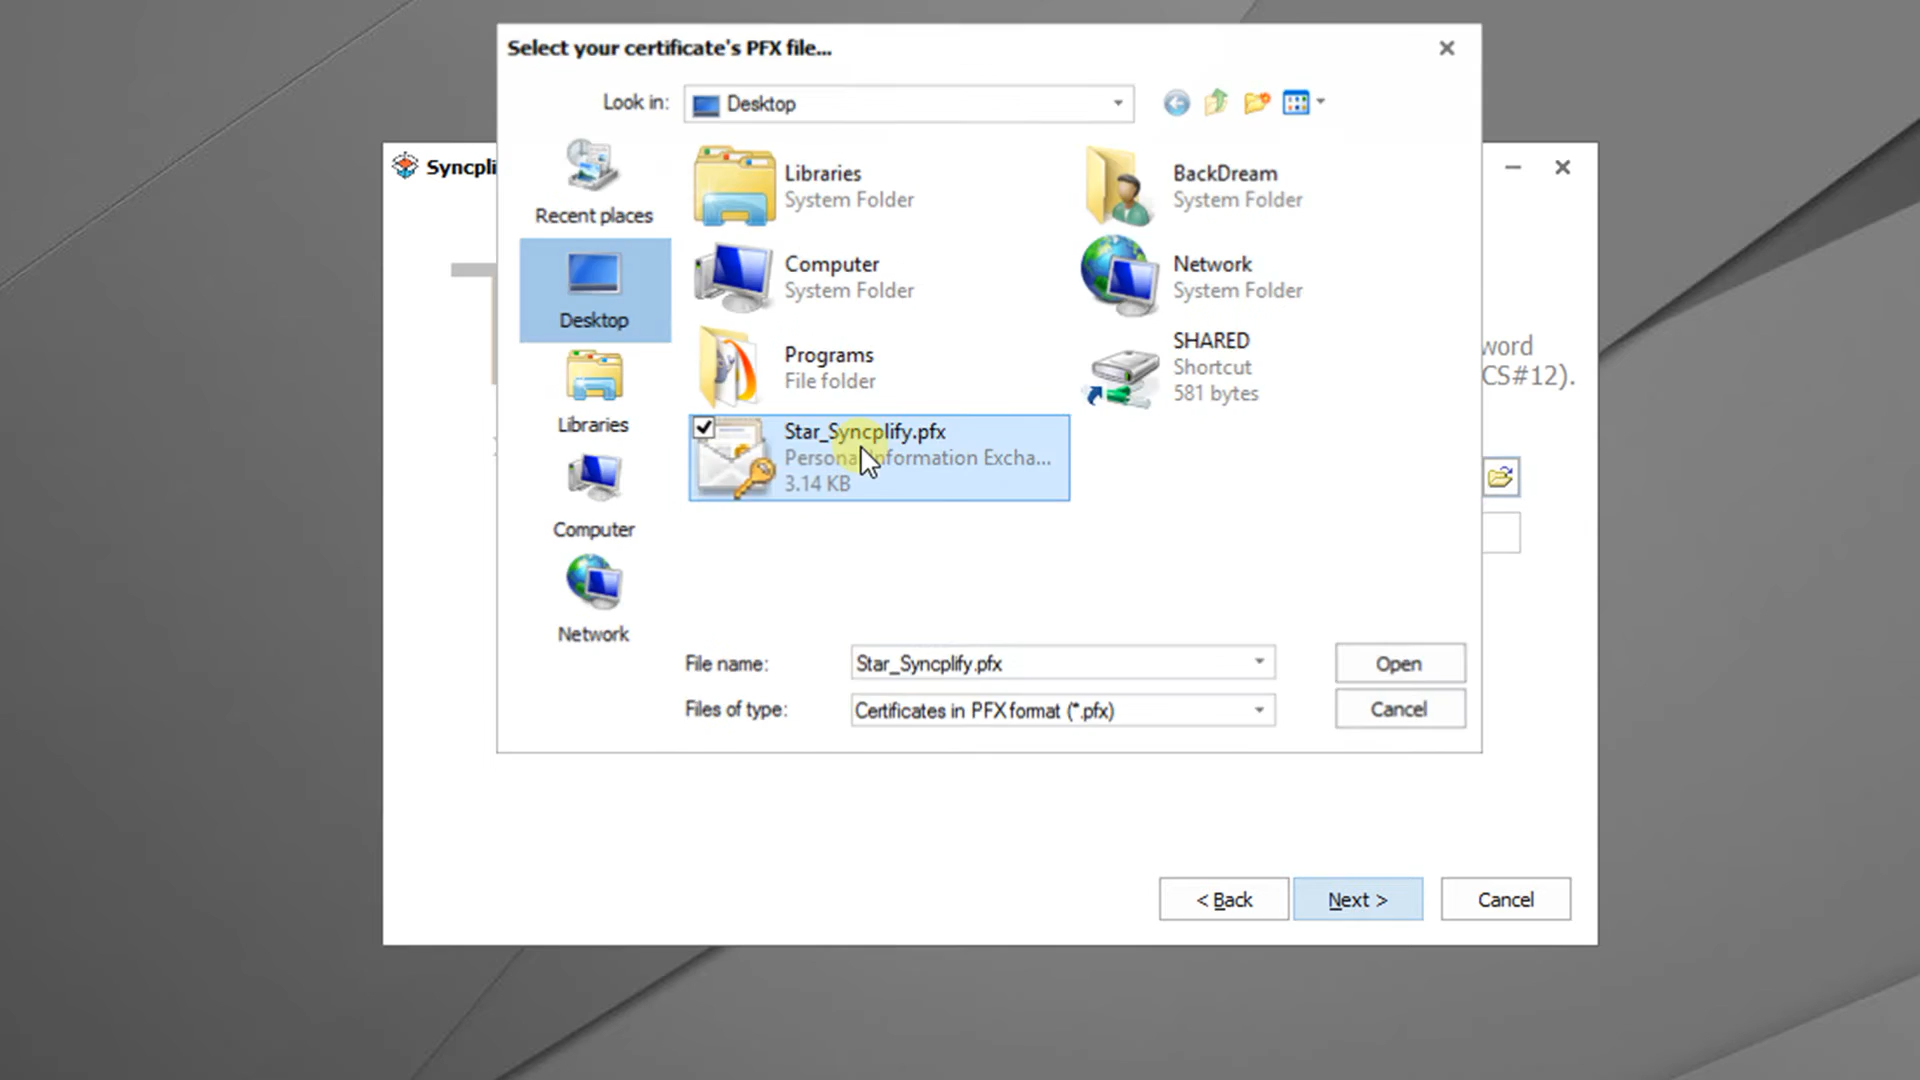 Select your certificate's PFX file...
Look in:
Desktop
Syncpli
Recent places
Desktop
Libraries
Computer
Network
Libraries
System Folder
BackDream
System Folder
Computer
System Folder
Network
System Folder
Programs
File folder
SHARED
Shortcut
581 bytes
Star_Syncplify.pfx
Personal Information Excha...
3.14 KB
word
CS#12).
File name:
Star_Syncplify.pfx
Open
Files of type:
Certificates in PFX format (*.pfx)
Cancel
< Back
Next >
Cancel